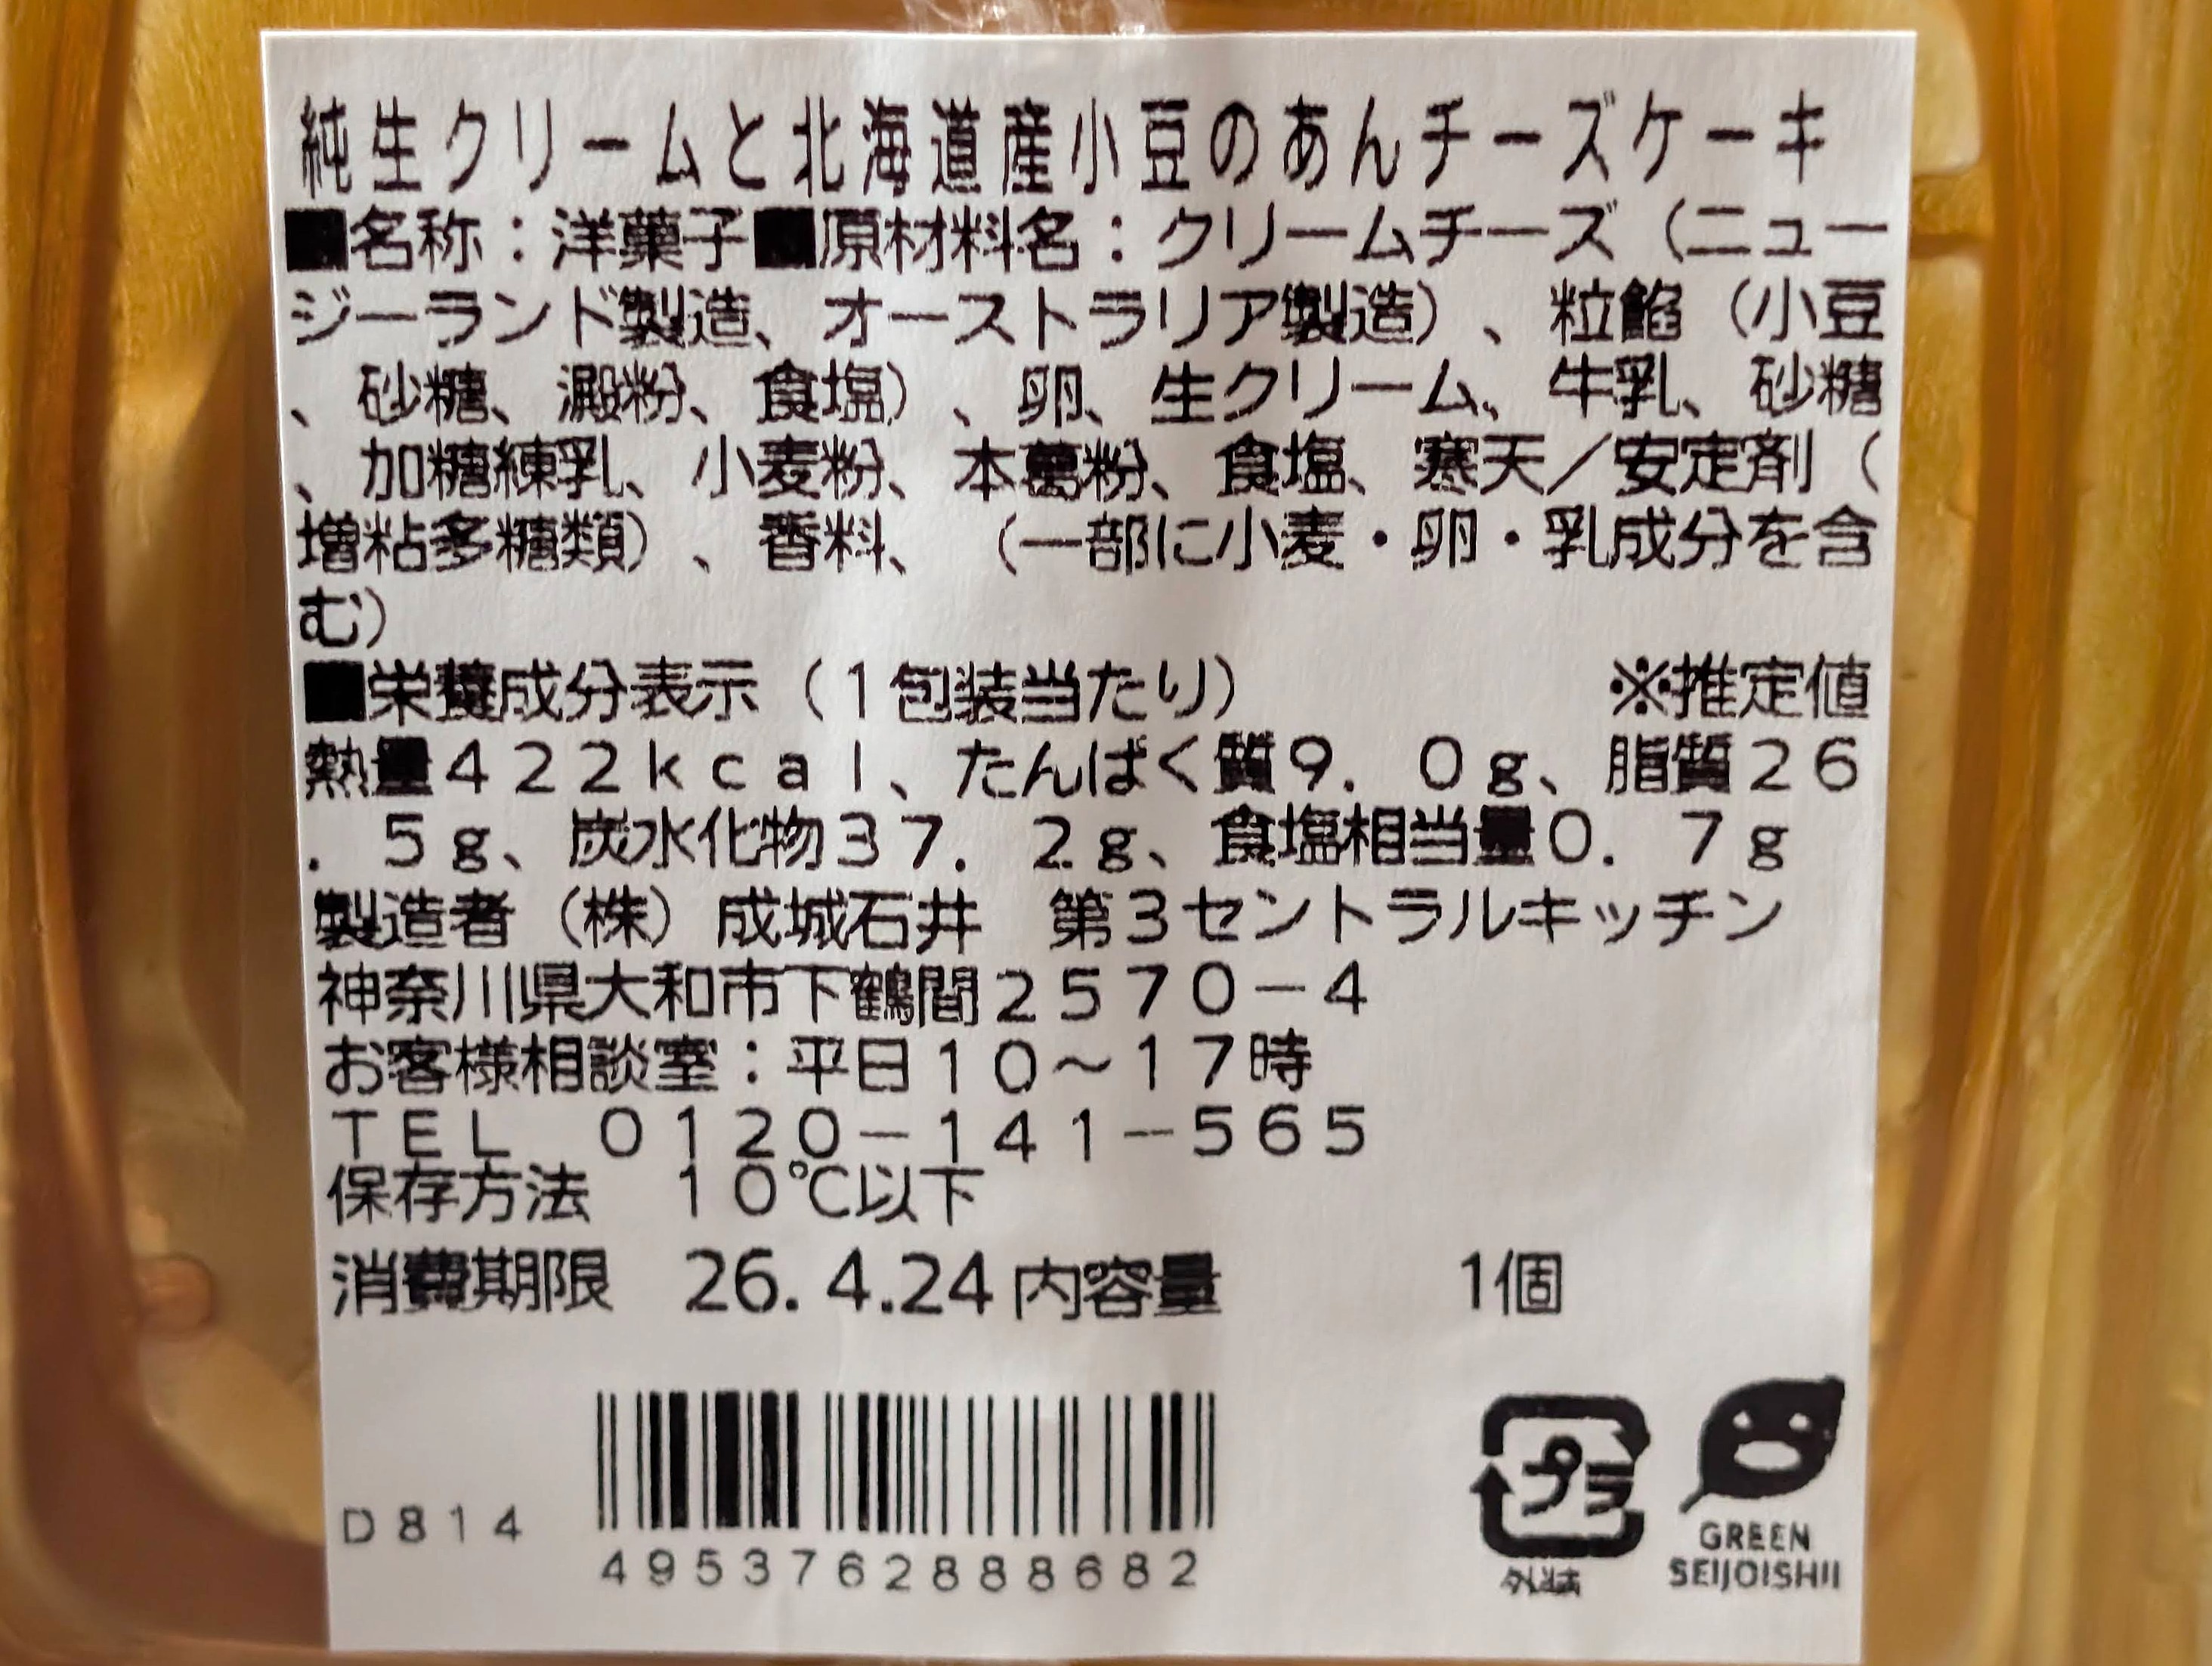 純生クリームと北海道産小豆のあんチーズケーキ
■名称：洋菓子■原材料名：クリームチーズ（ニュー
ジーランド製造、オーストラリア製造）、粒餡（小豆
、砂糖、澱粉、食塩）、卵、生クリーム、牛乳、砂糖
、加糖練乳、小麦粉、本葛粉、食塩、寒天／安定剤（
増粘多糖類）、香料、（一部に小麦・卵・乳成分を含
む）
■栄養成分表示（１包装当たり） ※推定値
熱量４２２ｋｃａｌ、たんぱく質９．０ｇ、脂質２６
．５ｇ、炭水化物３７．２ｇ、食塩相当量０．７ｇ
製造者（株）成城石井 第３セントラルキッチン
神奈川県大和市下鶴間２５７０－４
お客様相談室：平日１０～１７時
ＴＥＬ ０１２０－１４１－５６５
保存方法 １０℃以下
消費期限 26. 4.24 内容量 1個
プラ
外装
GREEN
SEIJOISHII
D814
4953762888682